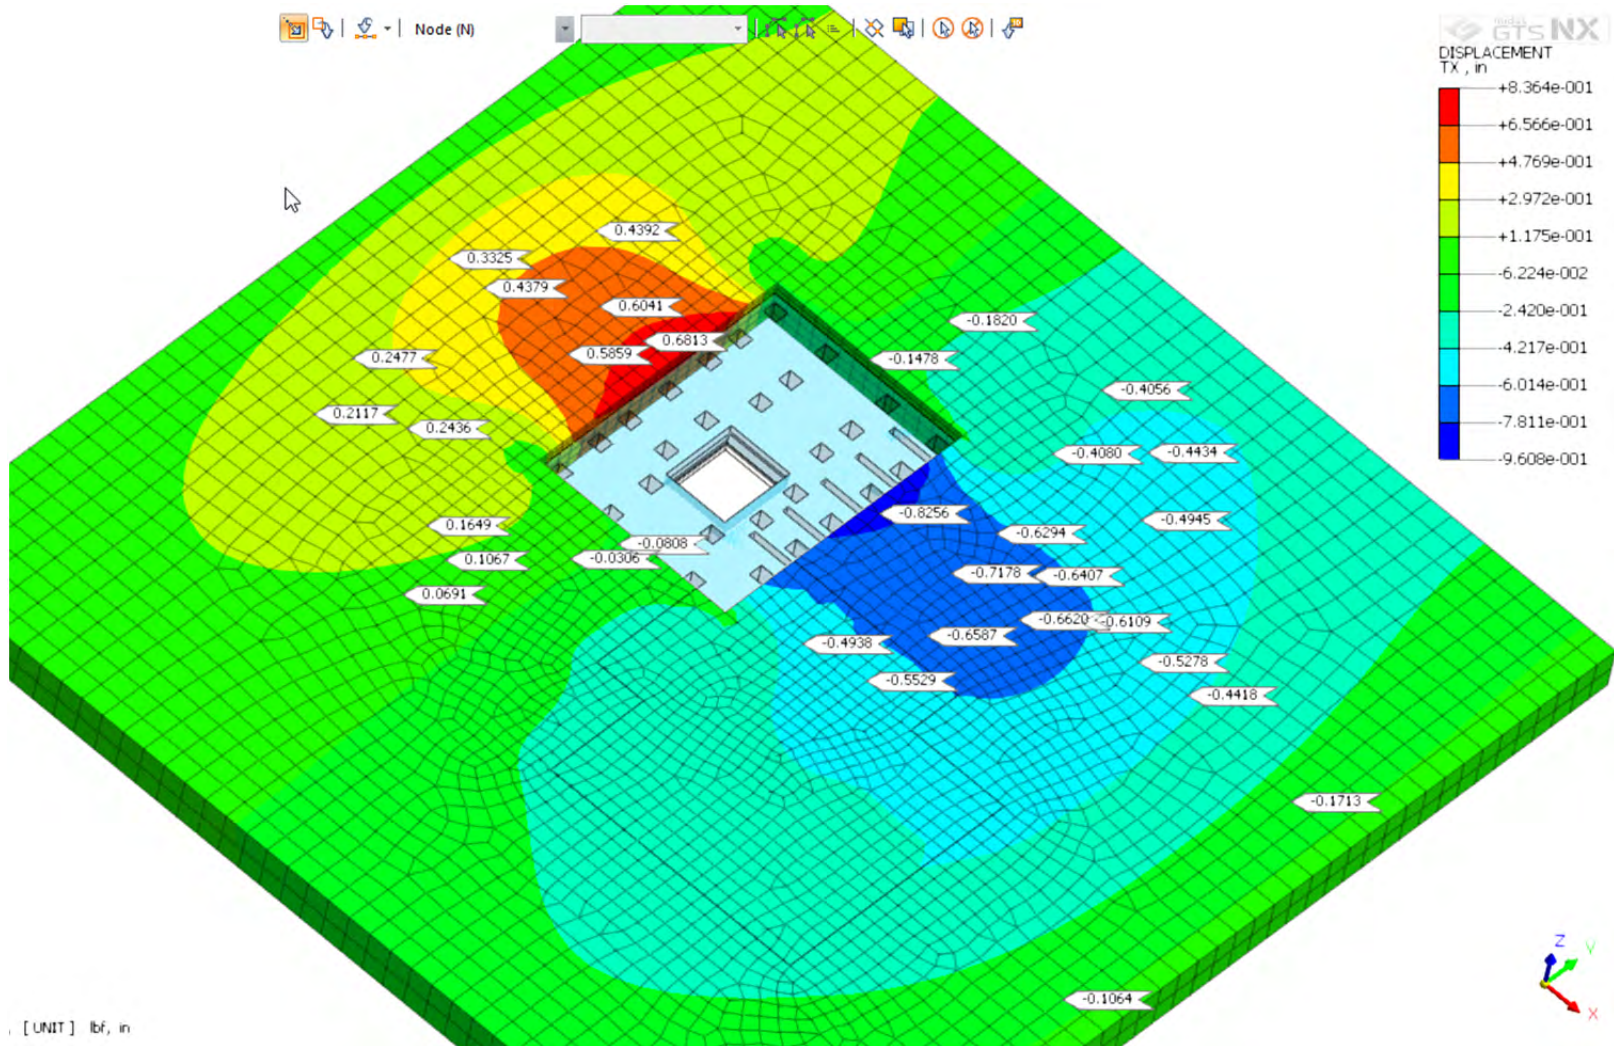 Node (N)
midas
GTS NX
DISPLACEMENT
TX , in
+8.364e-001
+6.566e-001
+4.769e-001
+2.972e-001
+1.175e-001
-6.224e-002
-2.420e-001
-4.217e-001
-6.014e-001
-7.811e-001
-9.608e-001
0.4392
0.3325
0.4379
0.6041
-0.1820
0.6813
0.5859
0.2477
-0.1478
-0.4056
0.2117
0.2436
-0.4080
-0.4434
-0.8256
-0.4945
0.1649
-0.6294
-0.0808
0.1067
-0.0306
-0.7178
-0.6407
0.0691
-0.6620
-0.6109
-0.6587
-0.4938
-0.5278
-0.5529
-0.4418
-0.1713
-0.1064
Z
Y
X
[ UNIT ] lbf, in